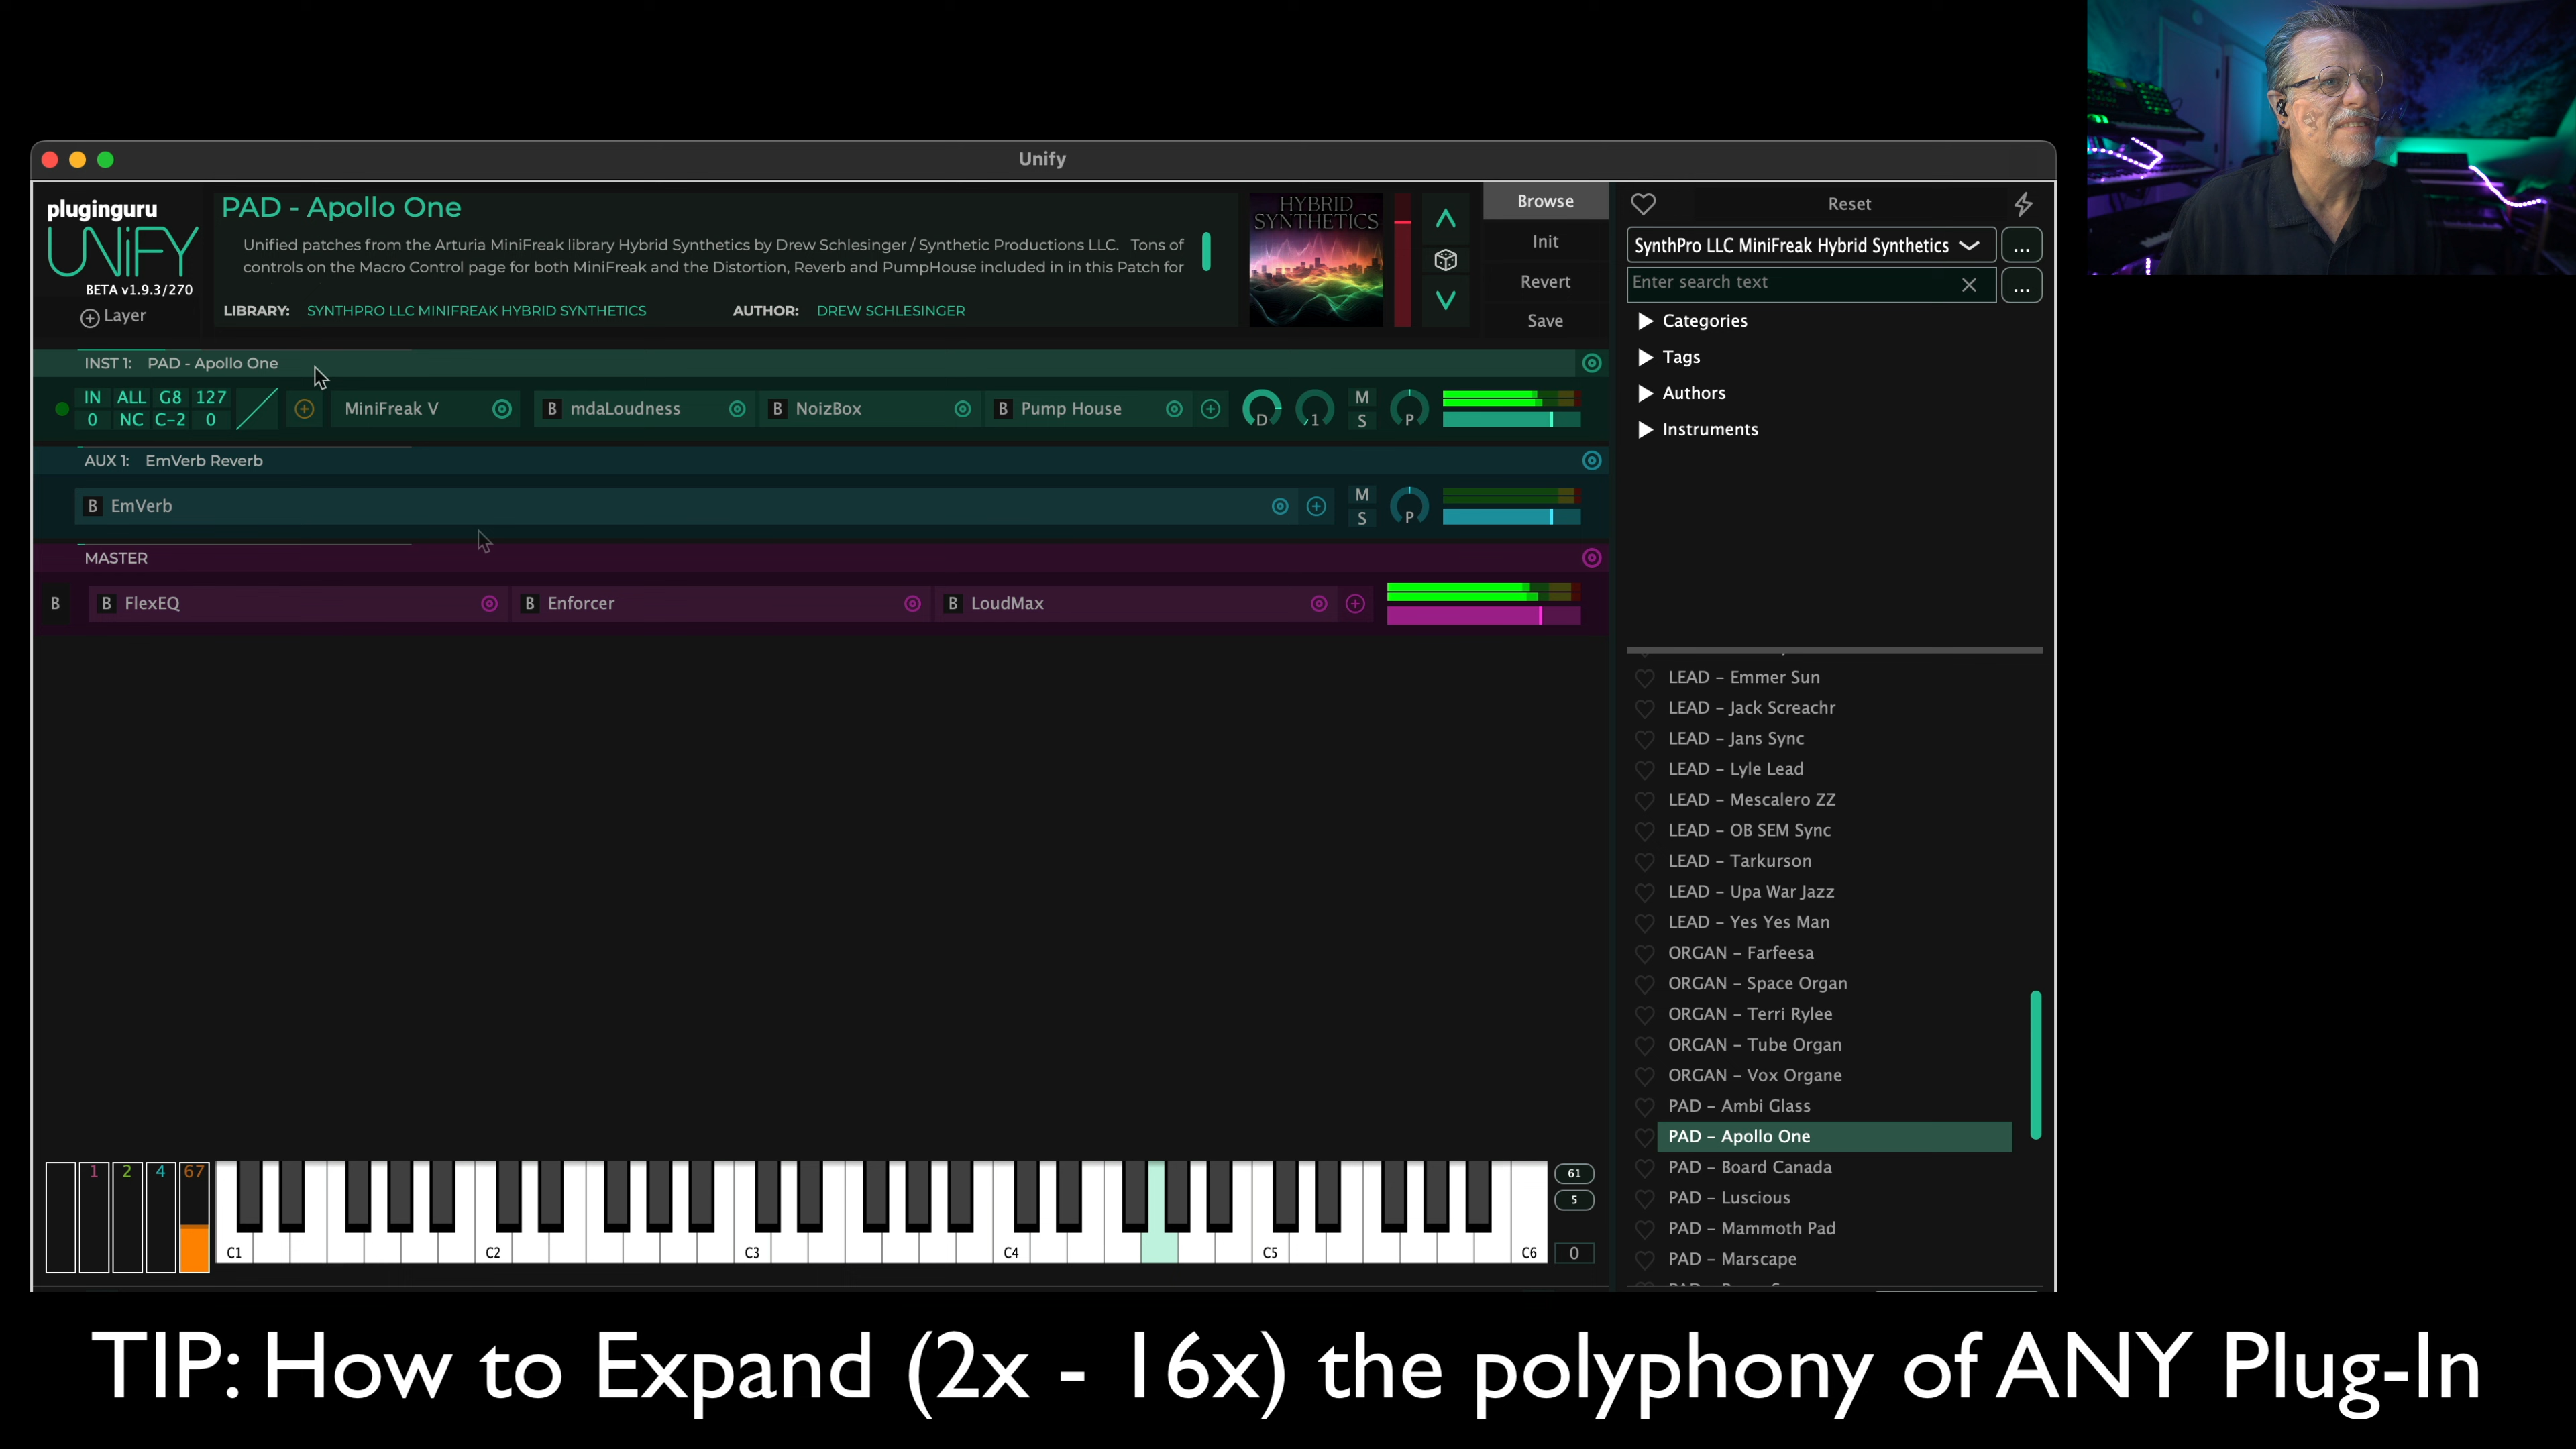 Unify
pluginguru
UNIFY
BETA v1.9.3/270
Layer
PAD - Apollo One
Unified patches from the Arturia MiniFreak library Hybrid Synthetics by Drew Schlesinger / Synthetic Productions LLC. Tons of
controls on the Macro Control page for both MiniFreak and the Distortion, Reverb and PumpHouse included in in this Patch for
LIBRARY: SYNTHPRO LLC MINIFREAK HYBRID SYNTHETICS AUTHOR: DREW SCHLESINGER
HYBRID
SYNTHETICS
Browse
Init
Revert
Save
Reset
SynthPro LLC MiniFreak Hybrid Synthetics ...
Enter search text ...
Categories
Tags
Authors
Instruments
INST 1: PAD - Apollo One
IN ALL G8 127
0 NC C-2 0
MiniFreak V B mdaLoudness B NoizBox B Pump House D 1 M S P
AUX 1: EmVerb Reverb
B EmVerb M S P
MASTER
B B FlexEQ B Enforcer B LoudMax
LEAD – Emmer Sun
LEAD – Jack Screachr
LEAD – Jans Sync
LEAD – Lyle Lead
LEAD – Mescalero ZZ
LEAD – OB SEM Sync
LEAD – Tarkurson
LEAD – Upa War Jazz
LEAD – Yes Yes Man
ORGAN – Farfeesa
ORGAN – Space Organ
ORGAN – Terri Rylee
ORGAN – Tube Organ
ORGAN – Vox Organe
PAD – Ambi Glass
PAD – Apollo One
PAD – Board Canada
PAD – Luscious
PAD – Mammoth Pad
PAD – Marscape
1 2 4 67
C1 C2 C3 C4 C5 C6
61
5
0
TIP: How to Expand (2x - 16x) the polyphony of ANY Plug-In